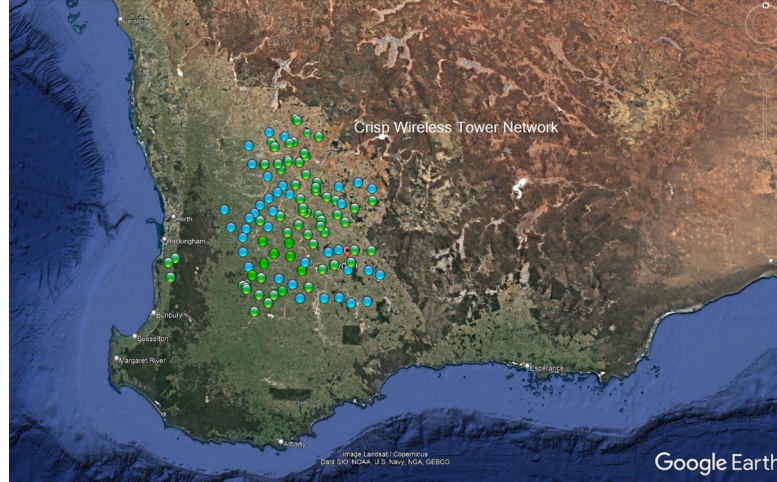 Geraldton
Crisp Wireless Tower Network
Perth
Rockingham
Bunbury
Busselton
Margaret River
Esperance
Albany
Image Landsat / Copernicus
Data SIO, NOAA, U.S. Navy, NGA, GEBCO
Google Earth